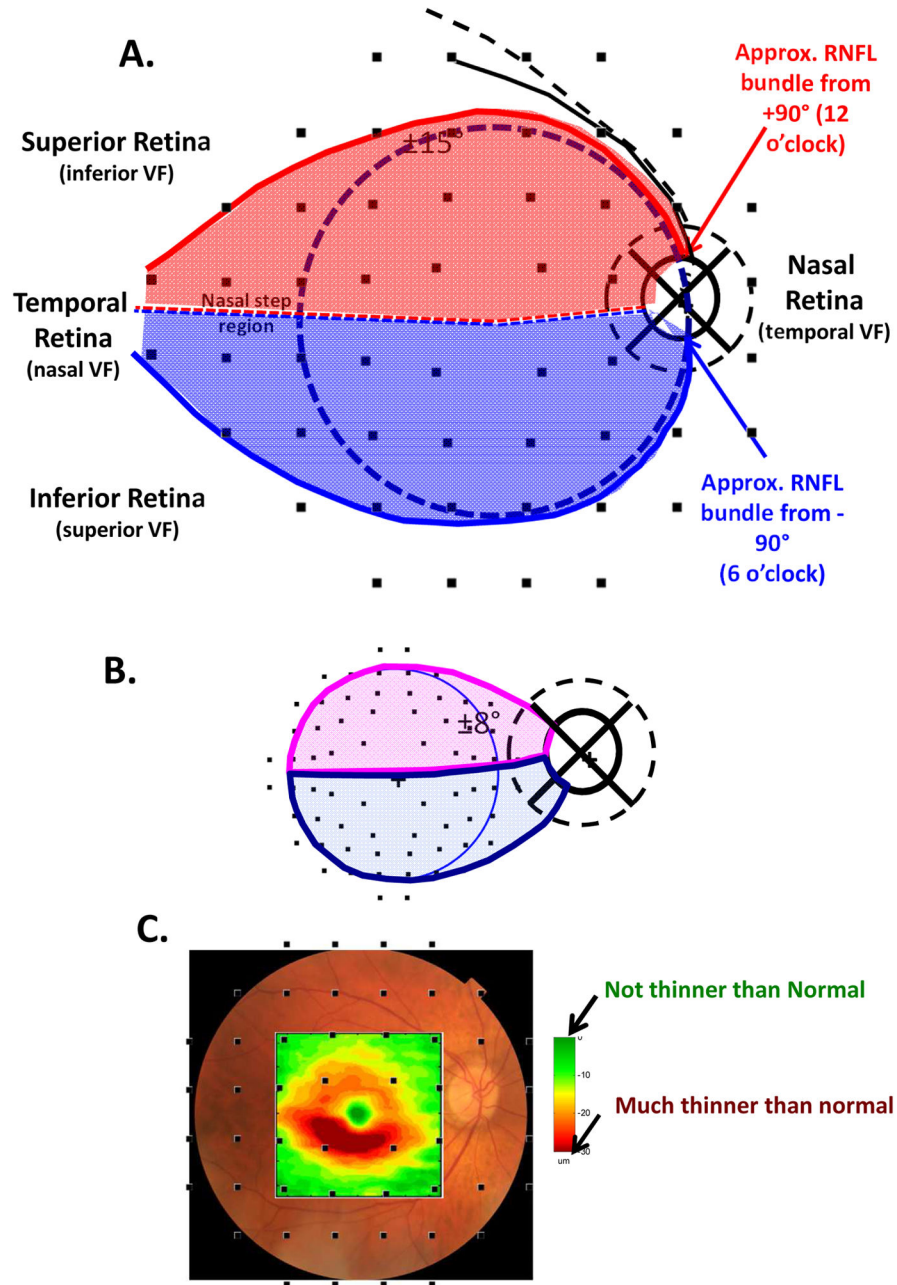 A.
Approx. RNFL
bundle from
+90° (12
o’clock)
±15°
Superior Retina
(inferior VF)
Nasal
Retina
(temporal VF)
Temporal
Retina
(nasal VF)
Nasal step
region
Inferior Retina
(superior VF)
Approx. RNFL
bundle from -
90°
(6 o’clock)
B.
±8°
C.
Not thinner than Normal
0
-10
-20
Much thinner than normal
-30
um